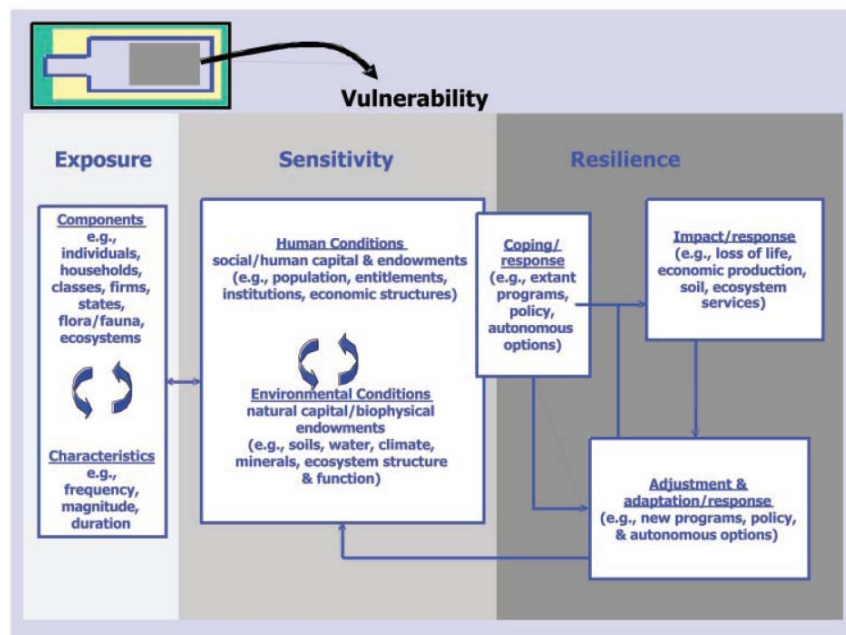 Vulnerability
Exposure
Sensitivity
Resilience
Components
e.g.,
individuals,
households,
classes, firms,
states,
flora/fauna,
ecosystems
Characteristics
e.g.,
frequency,
magnitude,
duration
Human Conditions
social/human capital & endowments
(e.g., population, entitlements,
institutions, economic structures)
Environmental Conditions
natural capital/biophysical
endowments
(e.g., soils, water, climate,
minerals, ecosystem structure
& function)
Coping/
response
(e.g., extant
programs,
policy,
autonomous
options)
Impact/response
(e.g., loss of life,
economic production,
soil, ecosystem
services)
Adjustment &
adaptation/response
(e.g., new programs, policy,
& autonomous options)